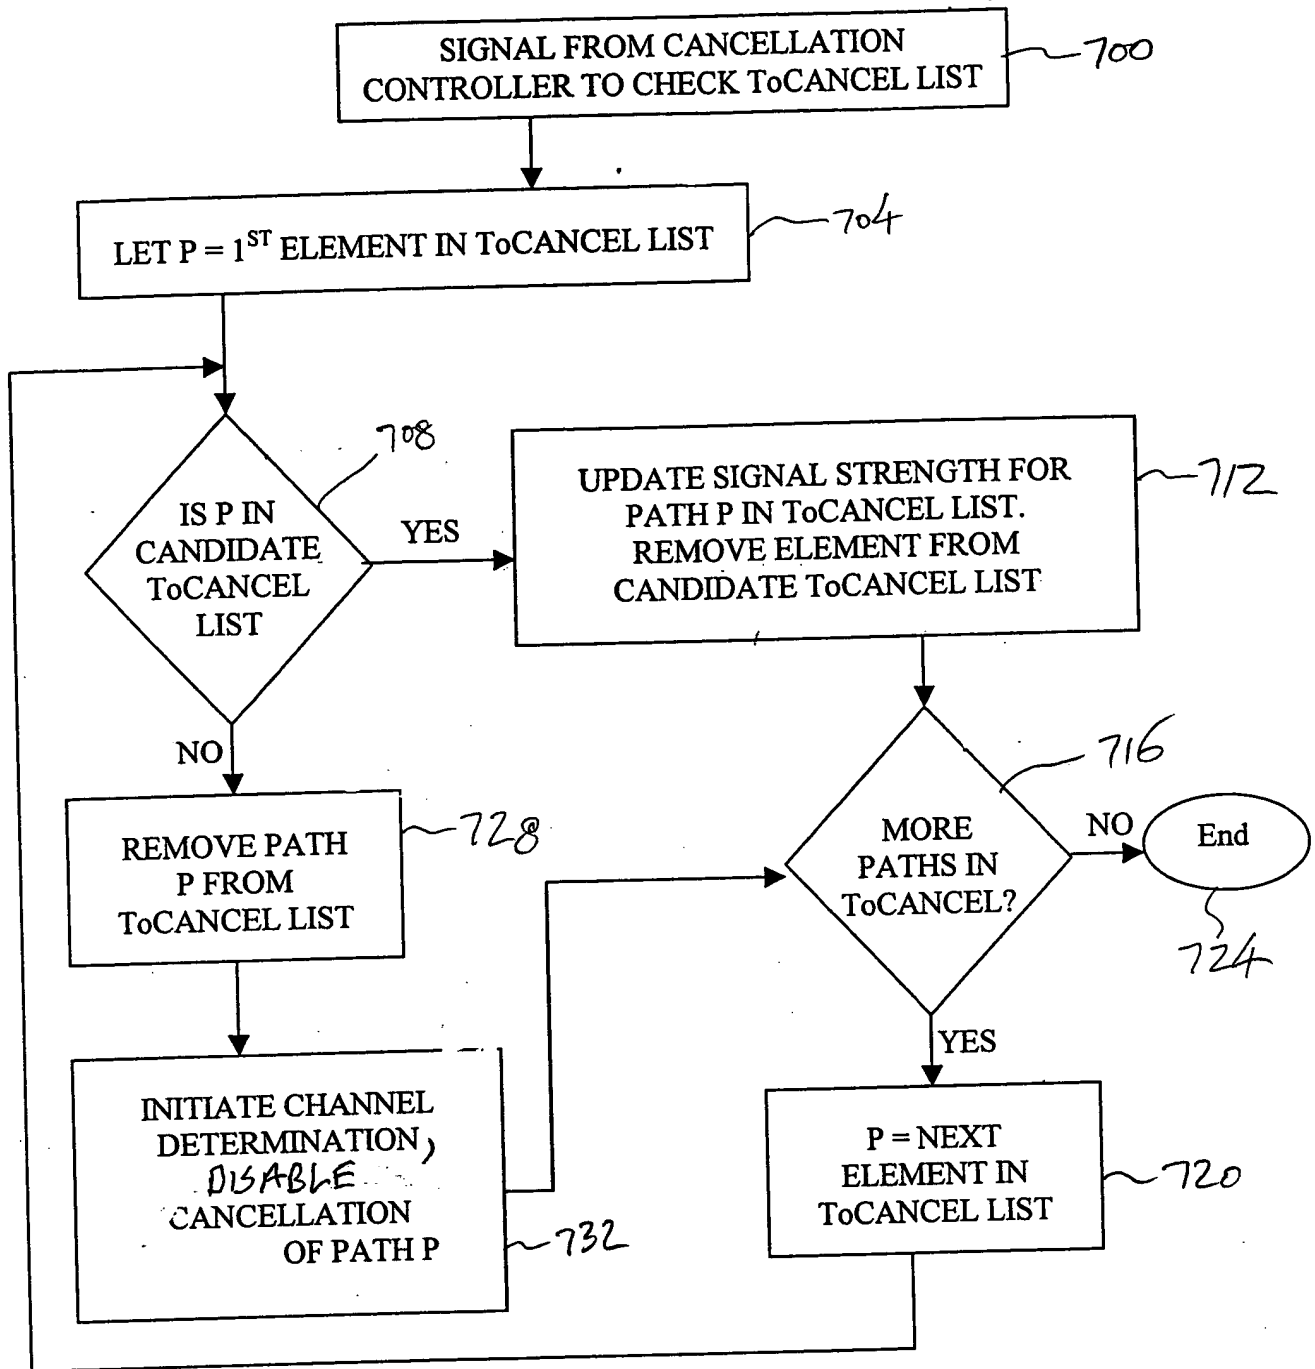 SIGNAL FROM CANCELLATION
CONTROLLER TO CHECK ToCANCEL LIST
700
LET P = 1ST ELEMENT IN ToCANCEL LIST
704
708
IS P IN
CANDIDATE
ToCANCEL
LIST
YES
UPDATE SIGNAL STRENGTH FOR
PATH P IN ToCANCEL LIST.
REMOVE ELEMENT FROM
CANDIDATE ToCANCEL LIST
712
NO
716
MORE
PATHS IN
ToCANCEL?
NO
End
724
REMOVE PATH
P FROM
ToCANCEL LIST
728
YES
INITIATE CHANNEL
DETERMINATION,
DISABLE
CANCELLATION
OF PATH P
732
P = NEXT
ELEMENT IN
ToCANCEL LIST
720